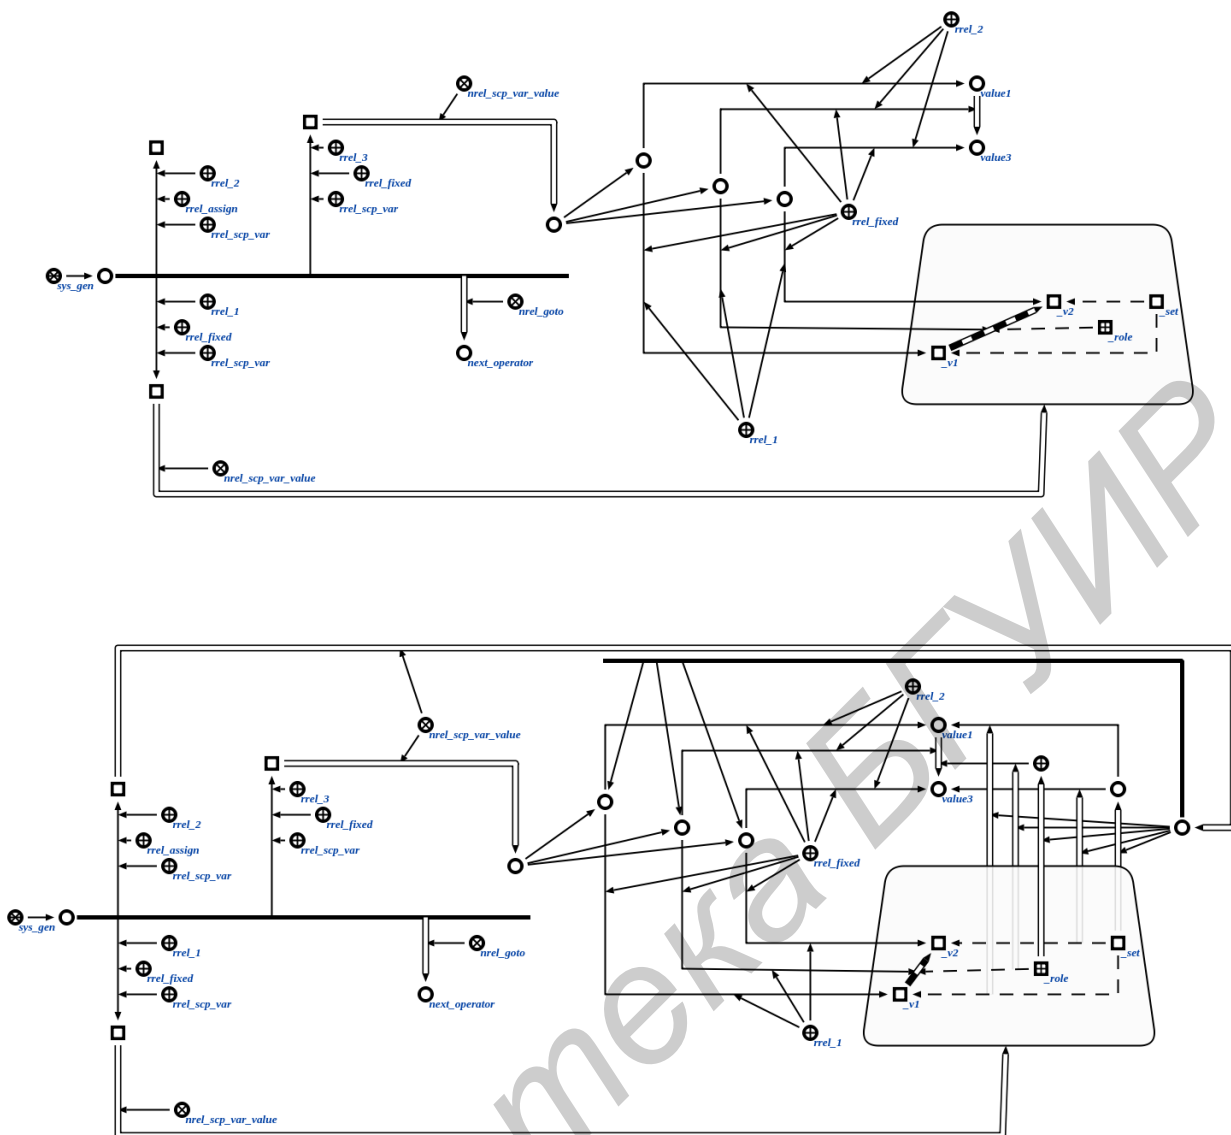 rrel_2
nrel_scp_var_value
value1
rrel_3
value3
rrel_2
rrel_fixed
rrel_assign
rrel_scp_var
rrel_fixed
rrel_scp_var
sys_gen
rrel_1
nrel_goto
_v2
_set
rrel_fixed
_role
rrel_scp_var
next_operator
_v1
rrel_1
nrel_scp_var_value
тека БГУИР
rrel_2
nrel_scp_var_value
value1
rrel_3
value3
rrel_2
rrel_fixed
rrel_assign
rrel_scp_var
rrel_fixed
rrel_scp_var
sys_gen
rrel_1
nrel_goto
_v2
_set
rrel_fixed
_role
rrel_scp_var
next_operator
_v1
rrel_1
nrel_scp_var_value